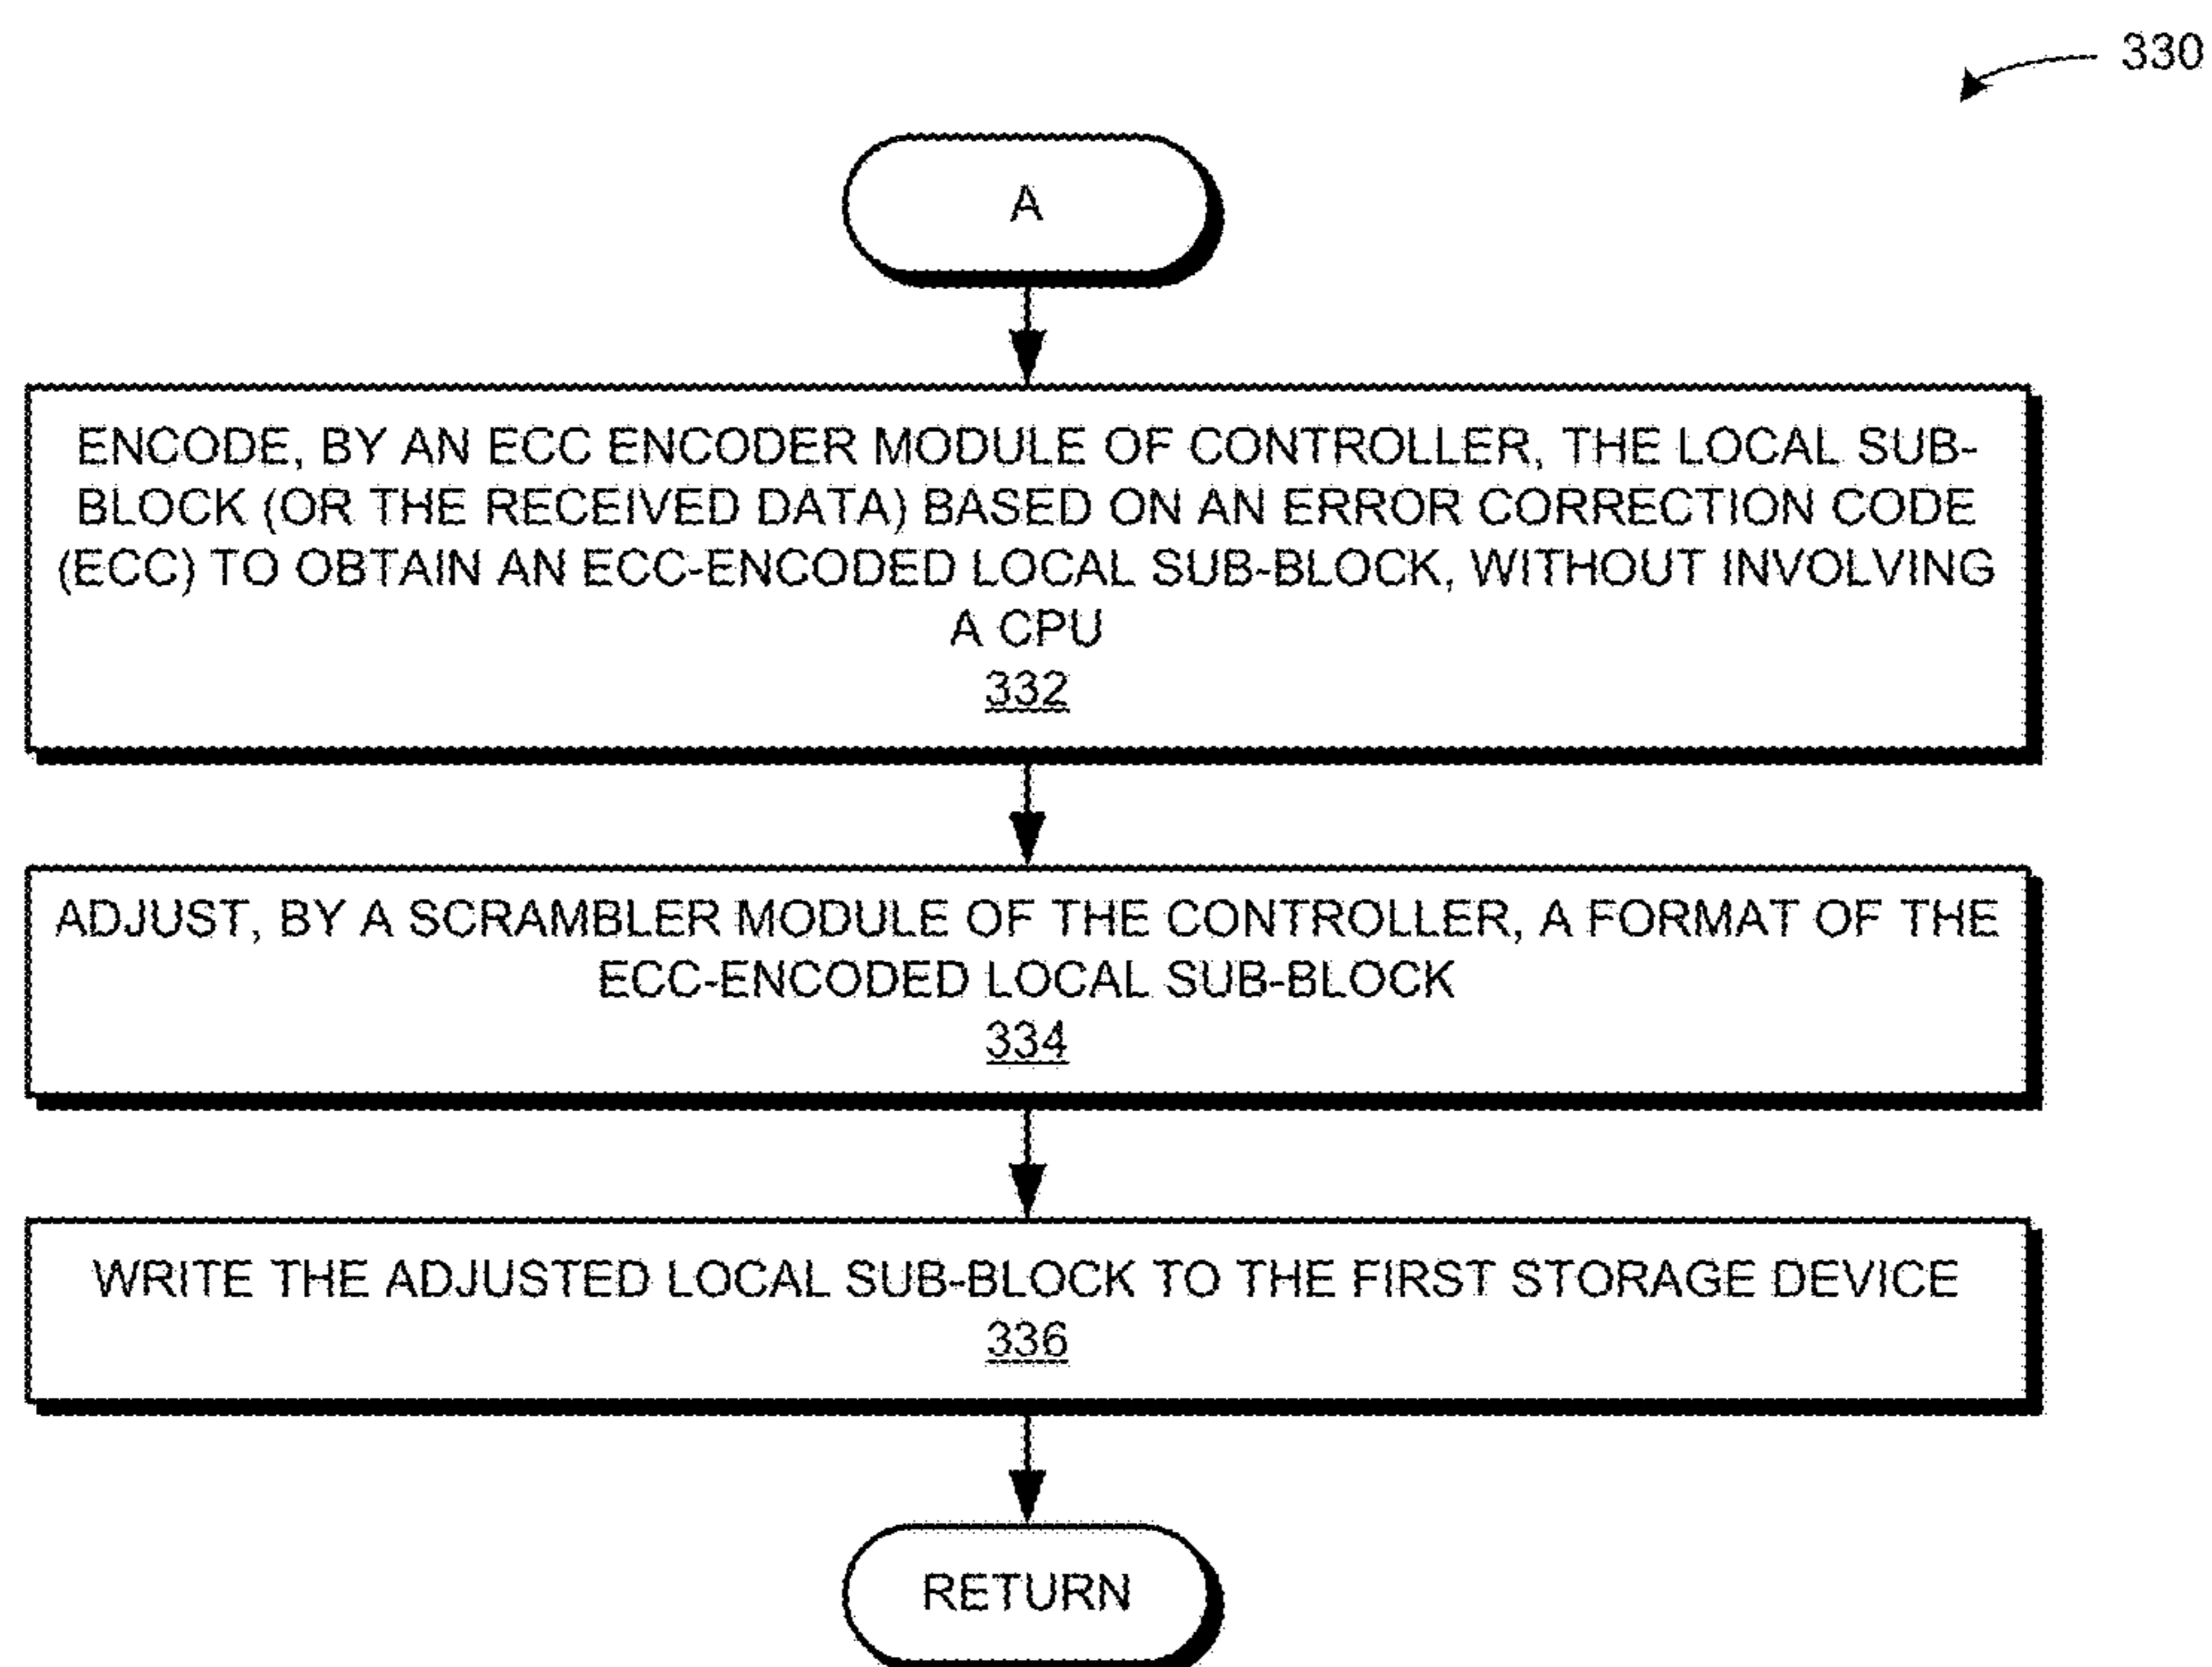 330
A
ENCODE, BY AN ECC ENCODER MODULE OF CONTROLLER, THE LOCAL SUB-
BLOCK (OR THE RECEIVED DATA) BASED ON AN ERROR CORRECTION CODE
(ECC) TO OBTAIN AN ECC-ENCODED LOCAL SUB-BLOCK, WITHOUT INVOLVING
A CPU
332
ADJUST, BY A SCRAMBLER MODULE OF THE CONTROLLER, A FORMAT OF THE
ECC-ENCODED LOCAL SUB-BLOCK
334
WRITE THE ADJUSTED LOCAL SUB-BLOCK TO THE FIRST STORAGE DEVICE
336
RETURN